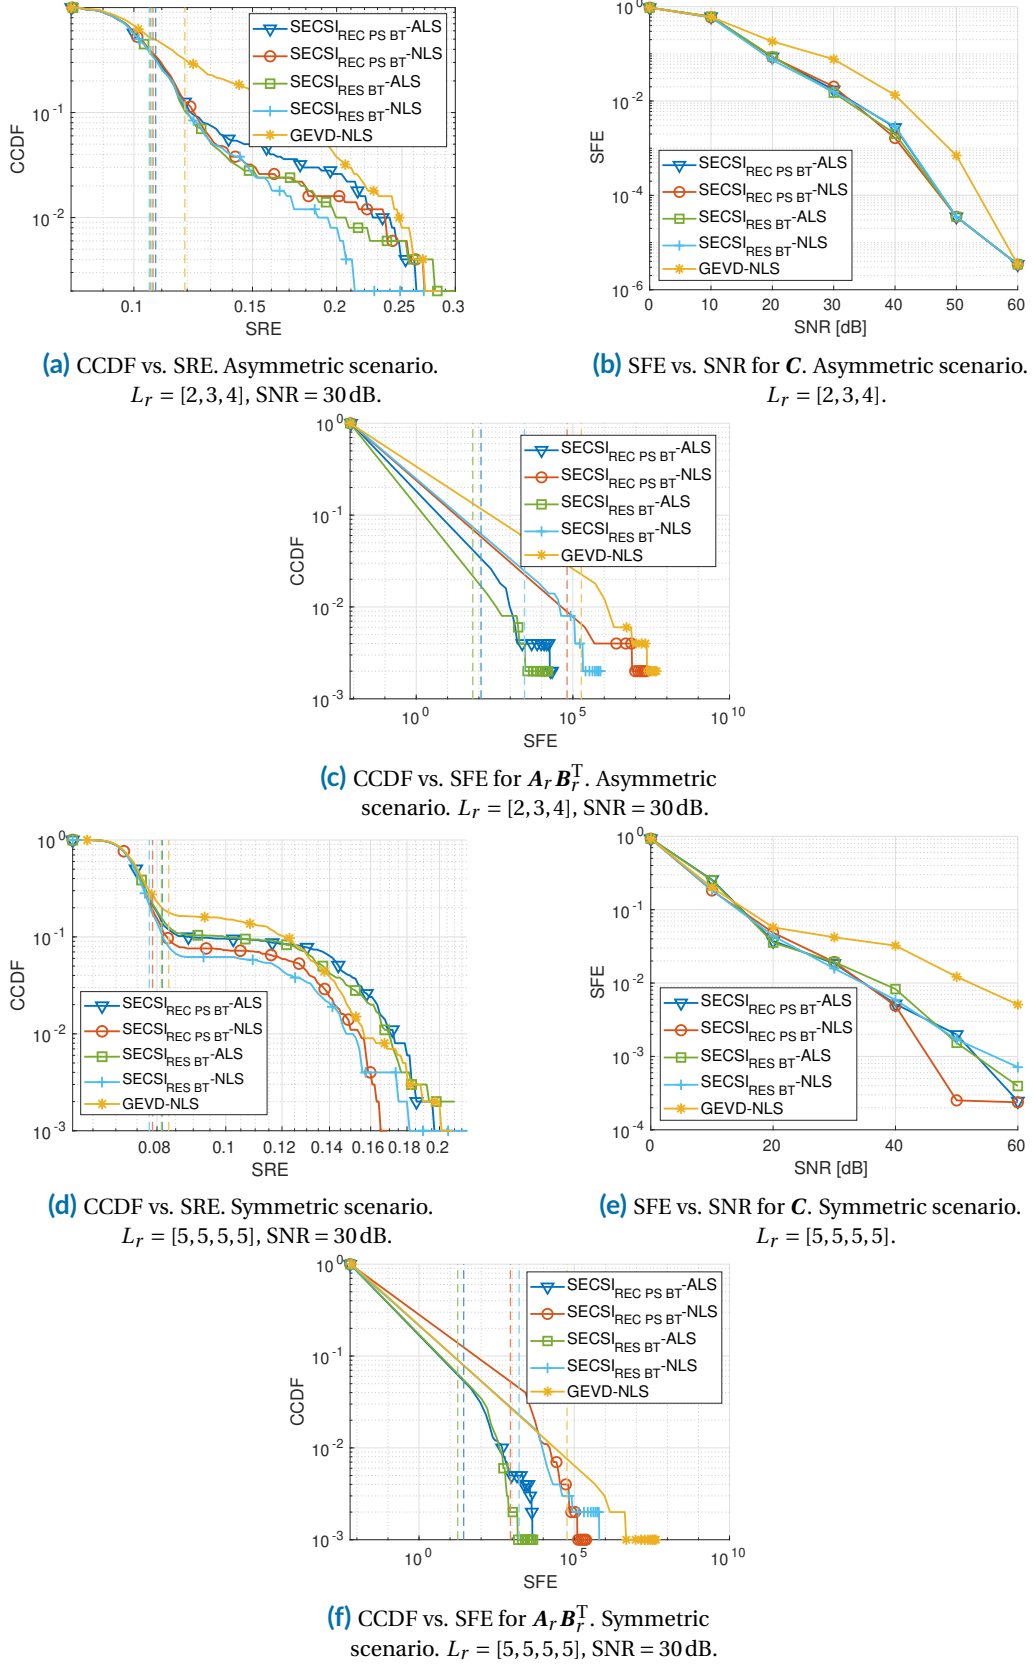 CCDF
10^0
10^-1
10^-2
0.1 0.15 0.2 0.25 0.3
SRE
SECSI_REC PS BT-ALS
SECSI_REC PS BT-NLS
SECSI_RES BT-ALS
SECSI_RES BT-NLS
GEVD-NLS
(a) CCDF vs. SRE. Asymmetric scenario.
L_r = [2,3,4], SNR = 30 dB.
SFE
10^0
10^-2
10^-4
10^-6
0 10 20 30 40 50 60
SNR [dB]
SECSI_REC PS BT-ALS
SECSI_REC PS BT-NLS
SECSI_RES BT-ALS
SECSI_RES BT-NLS
GEVD-NLS
(b) SFE vs. SNR for C. Asymmetric scenario.
L_r = [2,3,4].
CCDF
10^0
10^-1
10^-2
10^-3
10^0 10^5 10^10
SFE
SECSI_REC PS BT-ALS
SECSI_REC PS BT-NLS
SECSI_RES BT-ALS
SECSI_RES BT-NLS
GEVD-NLS
(c) CCDF vs. SFE for A_r B_r^T. Asymmetric
scenario. L_r = [2,3,4], SNR = 30 dB.
CCDF
10^0
10^-1
10^-2
10^-3
0.08 0.1 0.12 0.14 0.16 0.18 0.2
SRE
SECSI_REC PS BT-ALS
SECSI_REC PS BT-NLS
SECSI_RES BT-ALS
SECSI_RES BT-NLS
GEVD-NLS
(d) CCDF vs. SRE. Symmetric scenario.
L_r = [5,5,5,5], SNR = 30 dB.
SFE
10^0
10^-1
10^-2
10^-3
10^-4
0 20 40 60
SNR [dB]
SECSI_REC PS BT-ALS
SECSI_REC PS BT-NLS
SECSI_RES BT-ALS
SECSI_RES BT-NLS
GEVD-NLS
(e) SFE vs. SNR for C. Symmetric scenario.
L_r = [5,5,5,5].
CCDF
10^0
10^-1
10^-2
10^-3
10^0 10^5 10^10
SFE
SECSI_REC PS BT-ALS
SECSI_REC PS BT-NLS
SECSI_RES BT-ALS
SECSI_RES BT-NLS
GEVD-NLS
(f) CCDF vs. SFE for A_r B_r^T. Symmetric
scenario. L_r = [5,5,5,5], SNR = 30 dB.